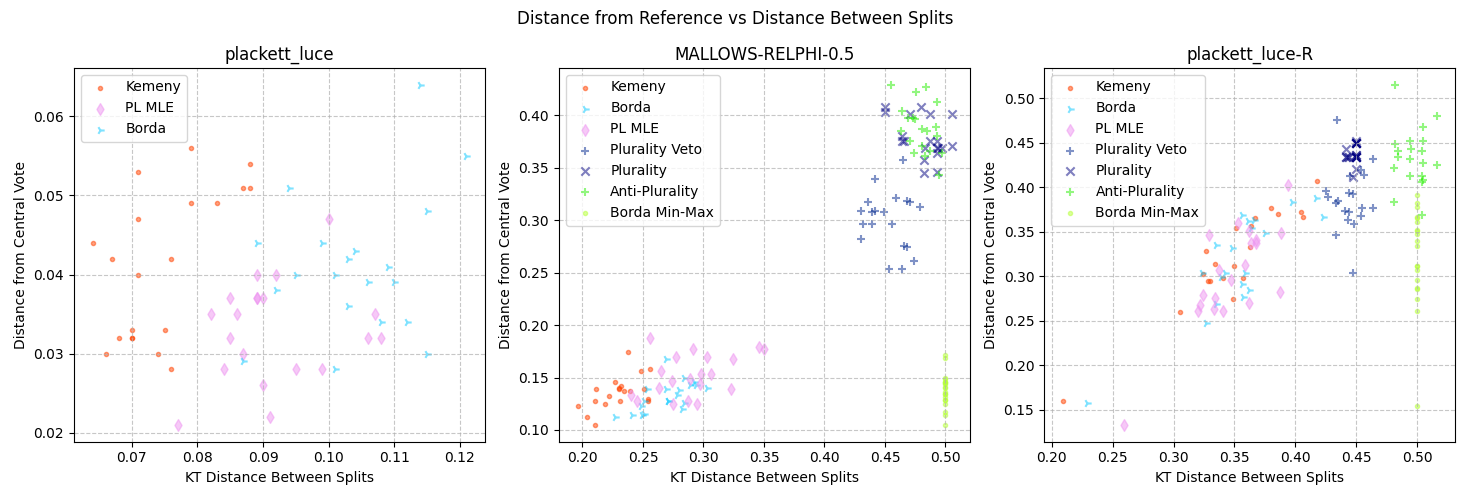 Distance from Reference vs Distance Between Splits
plackett_luce
Distance from Central Vote
0.06
0.05
0.04
0.03
0.02
Kemeny
PL MLE
Borda
0.07 0.08 0.09 0.10 0.11 0.12
KT Distance Between Splits
MALLOWS-RELPHI-0.5
Distance from Central Vote
0.40
0.35
0.30
0.25
0.20
0.15
0.10
Kemeny
Borda
PL MLE
Plurality Veto
Plurality
Anti-Plurality
Borda Min-Max
0.20 0.25 0.30 0.35 0.40 0.45 0.50
KT Distance Between Splits
plackett_luce-R
Distance from Central Vote
0.50
0.45
0.40
0.35
0.30
0.25
0.20
0.15
Kemeny
Borda
PL MLE
Plurality Veto
Plurality
Anti-Plurality
Borda Min-Max
0.20 0.25 0.30 0.35 0.40 0.45 0.50
KT Distance Between Splits